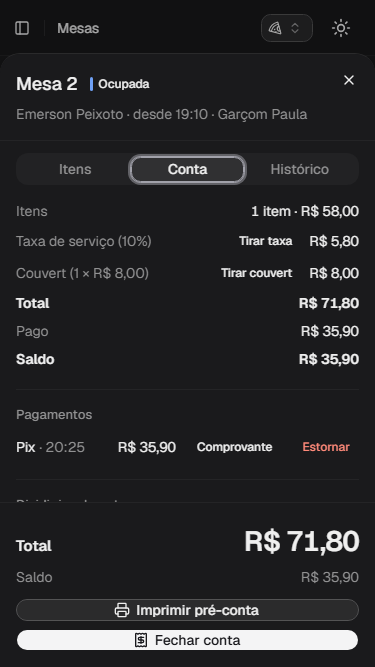 Mesas
Mesa 2 Ocupada
Emerson Peixoto · desde 19:10 · Garçom Paula
Itens Conta Histórico
Itens 1 item · R$ 58,00
Taxa de serviço (10%) Tirar taxa R$ 5,80
Couvert (1 × R$ 8,00) Tirar couvert R$ 8,00
Total R$ 71,80
Pago R$ 35,90
Saldo R$ 35,90
Pagamentos
Pix · 20:25 R$ 35,90 Comprovante Estornar
Total R$ 71,80
Saldo R$ 35,90
Imprimir pré-conta
Fechar conta